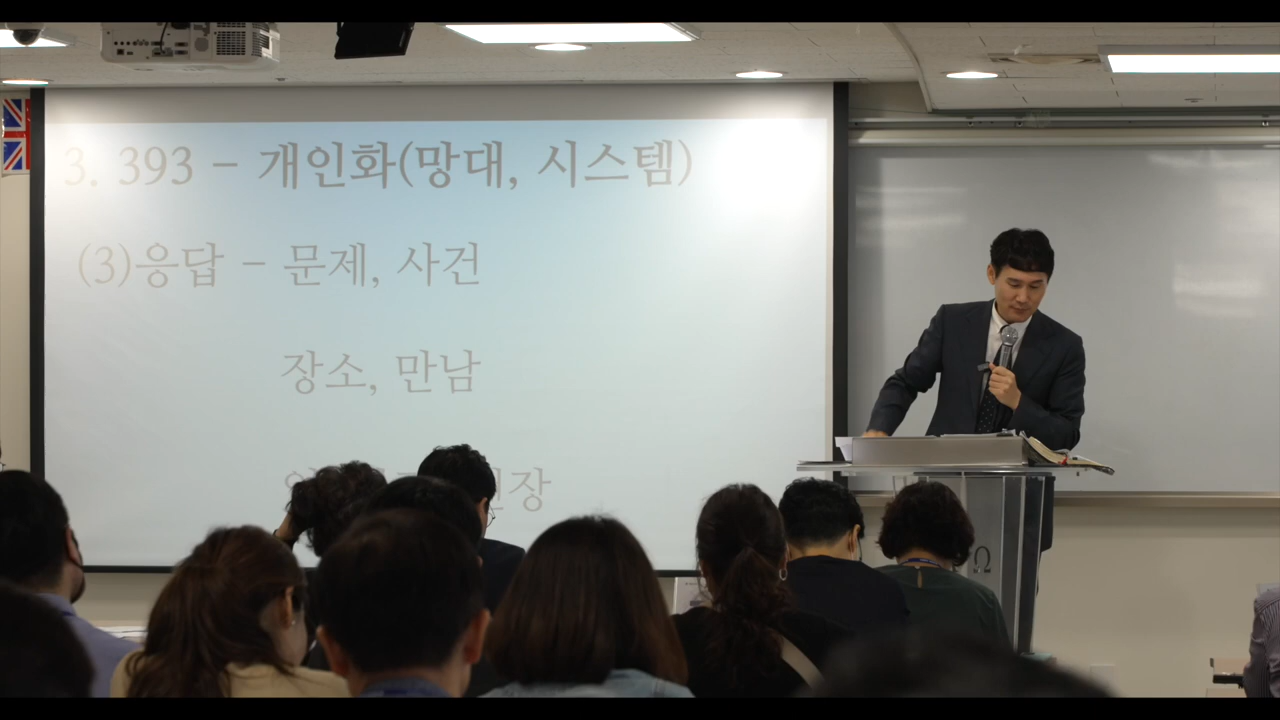 3. 393 - 개인화(망대, 시스템)
(3)응답 - 문제, 사건
장소, 만남
Ω